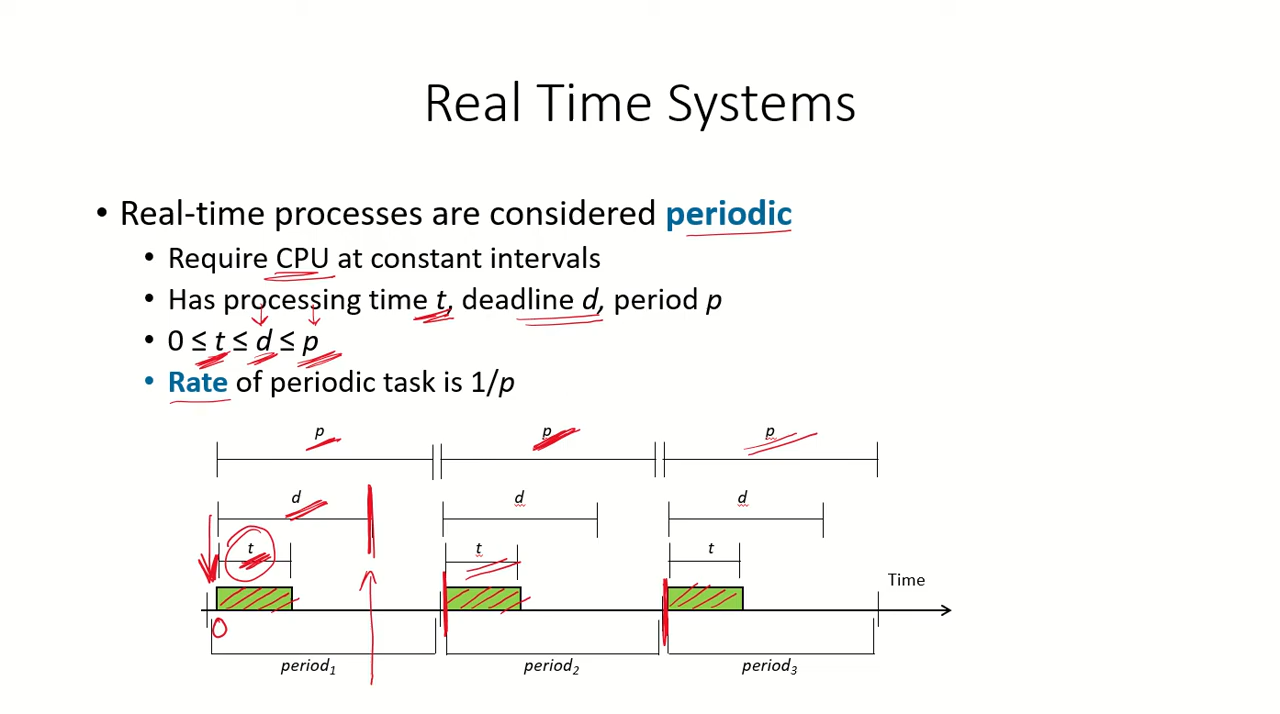 Real Time Systems
• Real-time processes are considered periodic
• Require CPU at constant intervals
• Has processing time t, deadline d, period p
• 0 ≤ t ≤ d ≤ p
• Rate of periodic task is 1/p
p p p
d d d
t t t
Time
0
period1 period2 period3